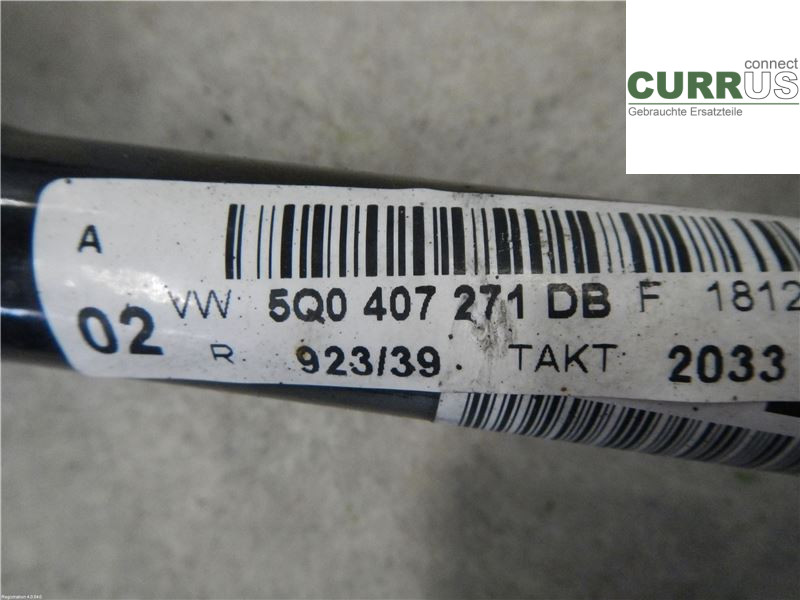 connect
CURRUS
Gebrauchte Ersatzteile
A
02
VW 5Q0 407 271 DB F 1812
R 923/39 TAKT 2033